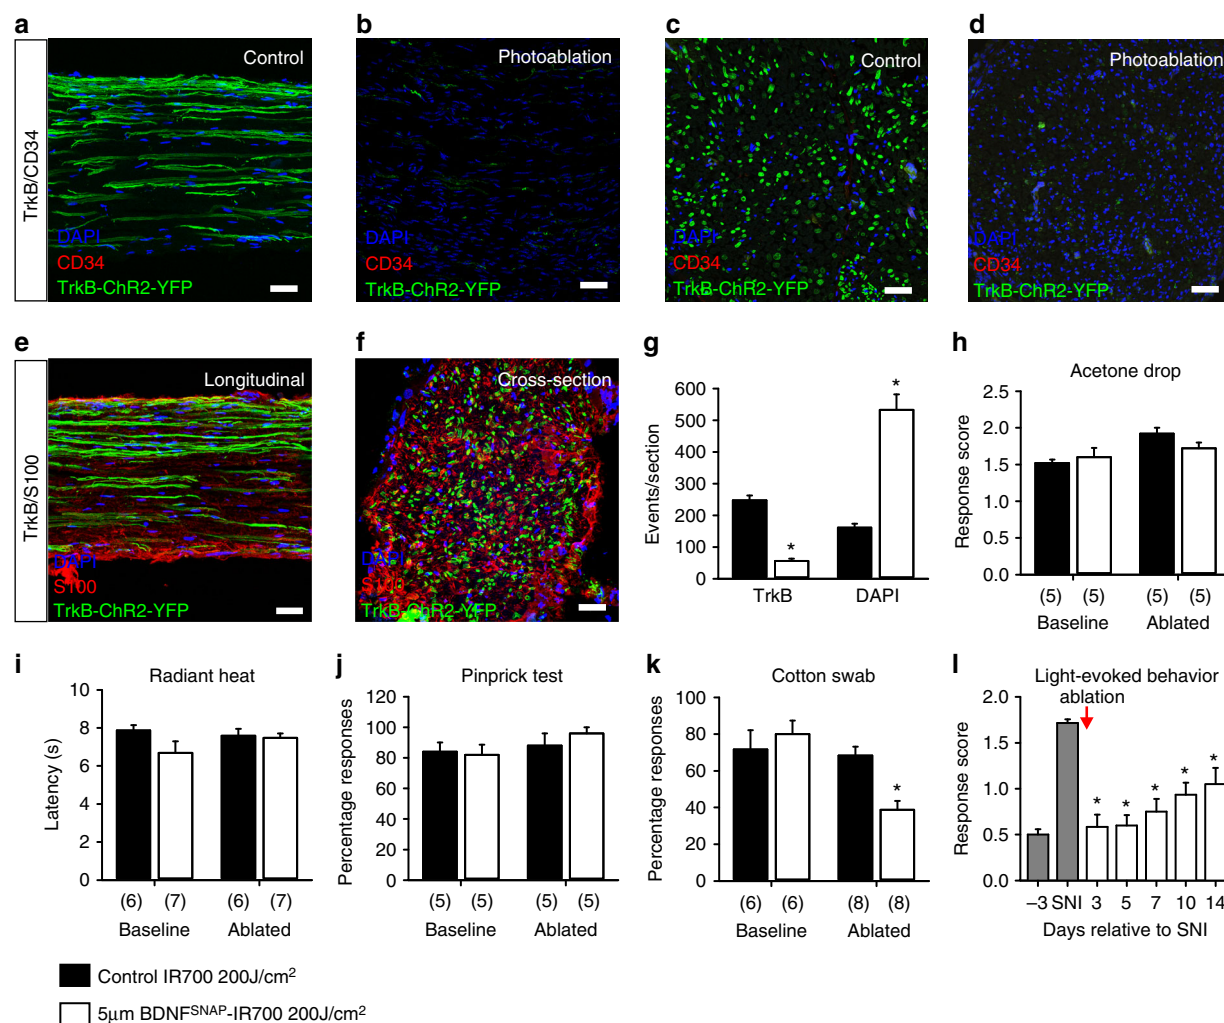 a
b
c
d
TrkB/CD34
Control
DAPI
CD34
TrkB-ChR2-YFP
Photoablation
DAPI
CD34
TrkB-ChR2-YFP
Control
DAPI
CD34
TrkB-ChR2-YFP
Photoablation
DAPI
CD34
TrkB-ChR2-YFP
e
f
g
h
TrkB/S100
Longitudinal
DAPI
S100
TrkB-ChR2-YFP
Cross-section
DAPI
S100
TrkB-ChR2-YFP
Events/section
600
500
400
300
200
100
0
*
*
TrkB DAPI
Acetone drop
Response score
2.5
2.0
1.5
1.0
0.5
0.0
(5) (5) (5) (5)
Baseline Ablated
i
Radiant heat
Latency (s)
10
8
6
4
2
0
(6) (7) (6) (7)
Baseline Ablated
j
Pinprick test
Percentage responses
120
100
80
60
40
20
0
(5) (5) (5) (5)
Baseline Ablated
k
Cotton swab
Percentage responses
100
80
60
40
20
0
*
(6) (6) (8) (8)
Baseline Ablated
l
Light-evoked behavior
ablation
Response score
2.0
1.5
1.0
0.5
0.0
* * * * *
–3 SNI 3 5 7 10 14
Days relative to SNI
Control IR700 200J/cm²
5μm BDNFSNAP-IR700 200J/cm²